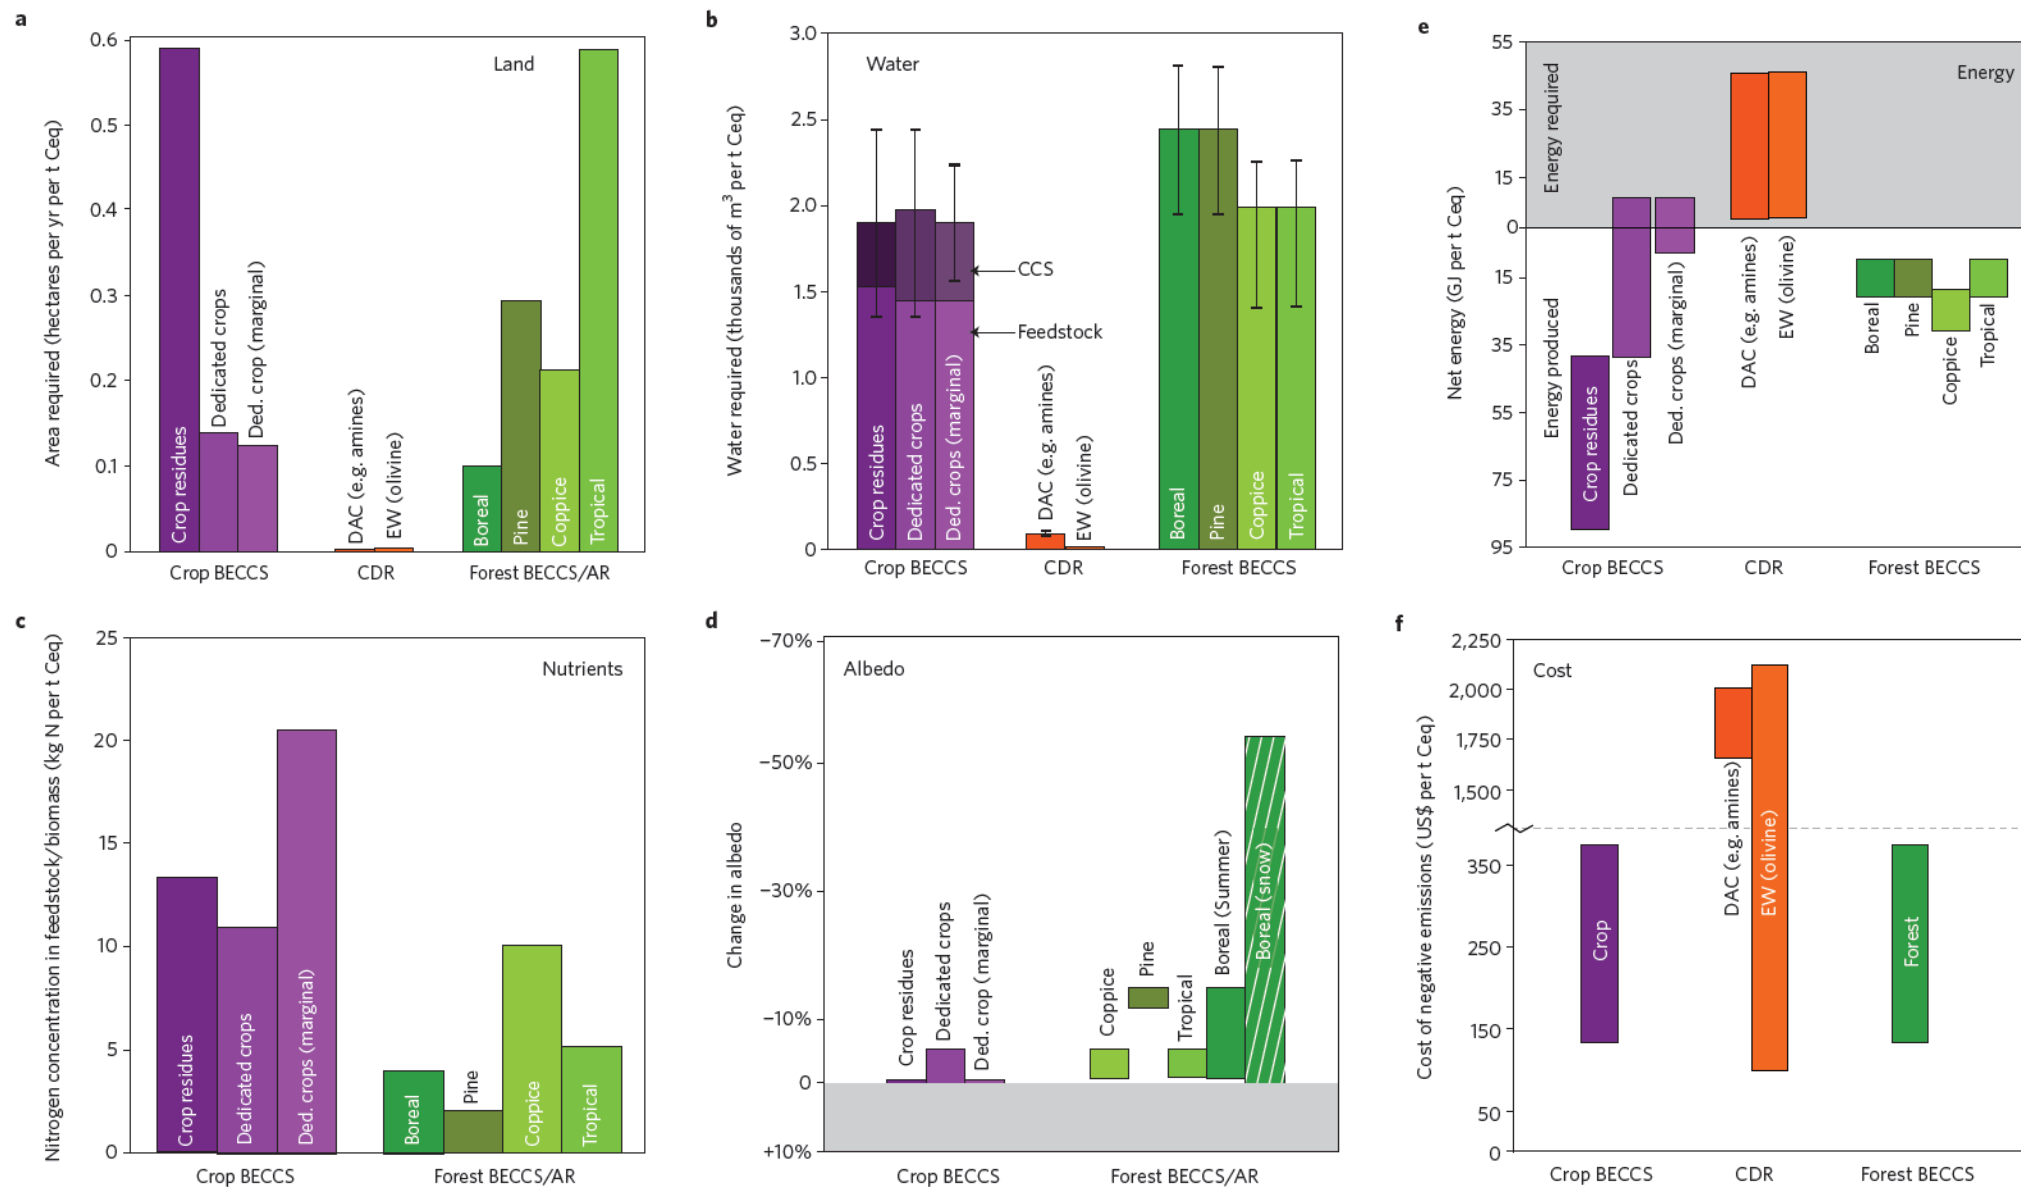 a
Land
Area required (hectares per yr per t Ceq)
0.6
0.5
0.4
0.3
0.2
0.1
0
Crop residues
Dedicated crops
Ded. crop (marginal)
DAC (e.g. amines)
EW (olivine)
Boreal
Pine
Coppice
Tropical
Crop BECCS
CDR
Forest BECCS/AR
b
Water
Water required (thousands of m³ per t Ceq)
3.0
2.5
2.0
1.5
1.0
0.5
0
CCS
Feedstock
Crop residues
Dedicated crops
Ded. crops (marginal)
DAC (e.g. amines)
EW (olivine)
Boreal
Pine
Coppice
Tropical
Crop BECCS
CDR
Forest BECCS
e
Energy
Net energy (GJ per t Ceq)
Energy required
Energy produced
55
35
15
0
15
35
55
75
95
Crop residues
Dedicated crops
Ded. crops (marginal)
DAC (e.g. amines)
EW (olivine)
Boreal
Pine
Coppice
Tropical
Crop BECCS
CDR
Forest BECCS
c
Nutrients
Nitrogen concentration in feedstock/biomass (kg N per t Ceq)
25
20
15
10
5
0
Crop residues
Dedicated crops
Ded. crops (marginal)
Boreal
Pine
Coppice
Tropical
Crop BECCS
Forest BECCS/AR
d
Albedo
Change in albedo
−70%
−50%
−30%
−10%
0
+10%
Crop residues
Dedicated crops
Ded. crop (marginal)
Coppice
Pine
Tropical
Boreal (Summer)
Boreal (snow)
Crop BECCS
Forest BECCS/AR
f
Cost
Cost of negative emissions (US$ per t Ceq)
2,250
2,000
1,750
1,500
350
250
150
50
0
Crop
DAC (e.g. amines)
EW (olivine)
Forest
Crop BECCS
CDR
Forest BECCS